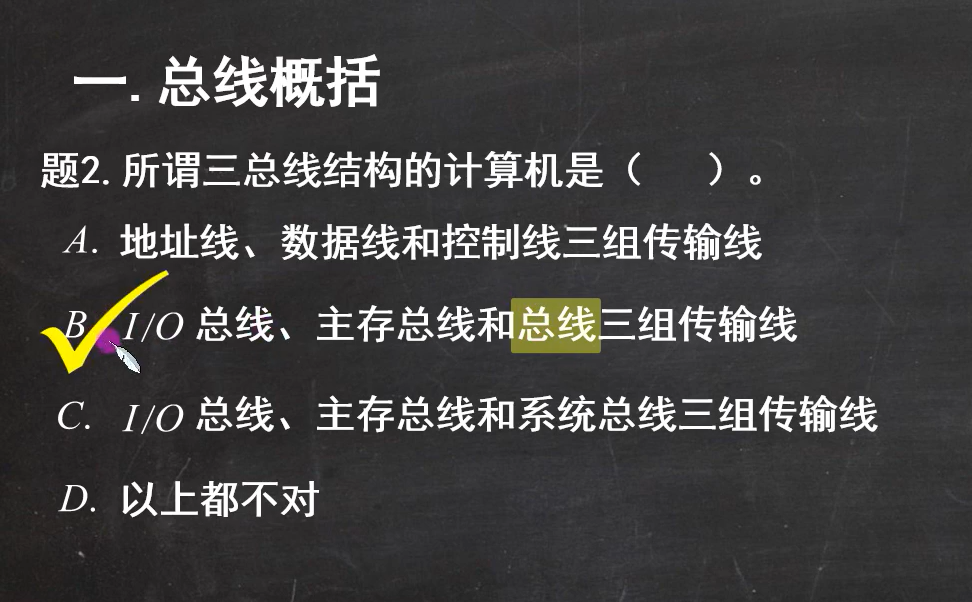 一. 总线概括
题2. 所谓三总线结构的计算机是（ ）。
A. 地址线、数据线和控制线三组传输线
B. I/O 总线、主存总线和总线三组传输线
C. I/O 总线、主存总线和系统总线三组传输线
D. 以上都不对